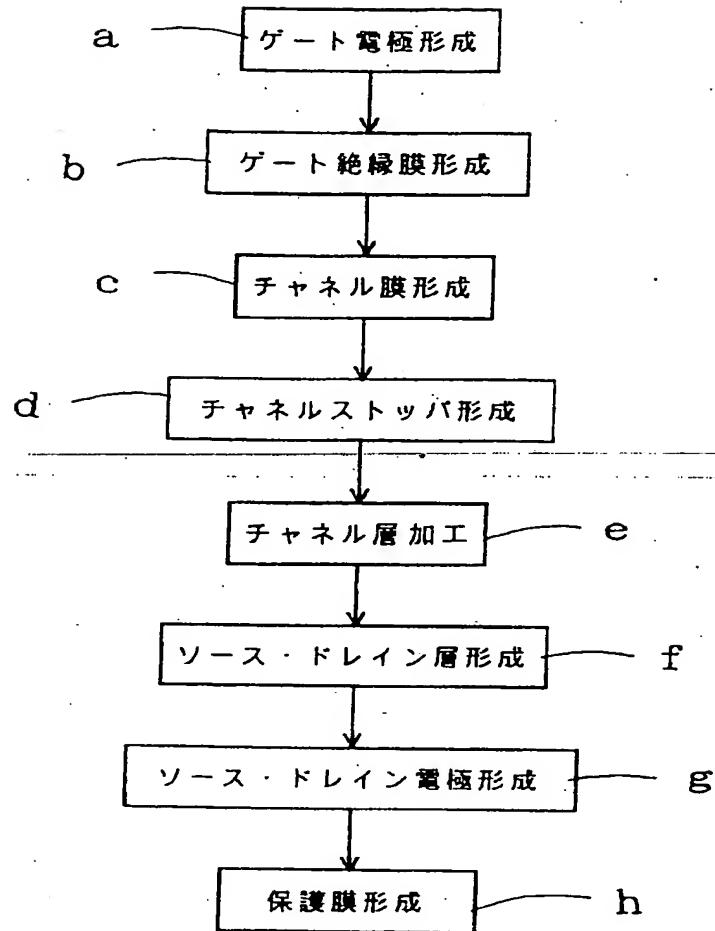 a ゲート電極形成
b ゲート絶縁膜形成
c チャネル膜形成
d チャネルストッパ形成
チャネル層加工 e
ソース・ドレイン層形成 f
ソース・ドレイン電極形成 g
保護膜形成 h